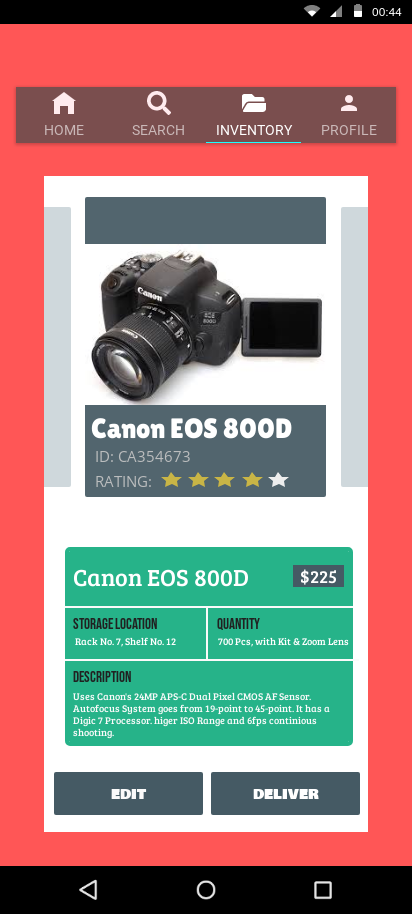 00:44
HOME SEARCH INVENTORY PROFILE
Canon
EOS
800D
Canon EOS 800D
ID: CA354673
RATING:
Canon EOS 800D $225
STORAGE LOCATION QUANTITY
Rack No. 7, Shelf No. 12 700 Pcs, with Kit & Zoom Lens
DESCRIPTION
Uses Canon's 24MP APS-C Dual Pixel CMOS AF Sensor.
Autofocus System goes from 19-point to 45-point. It has a
Digic 7 Processor. higer ISO Range and 6fps continious
shooting.
EDIT DELIVER